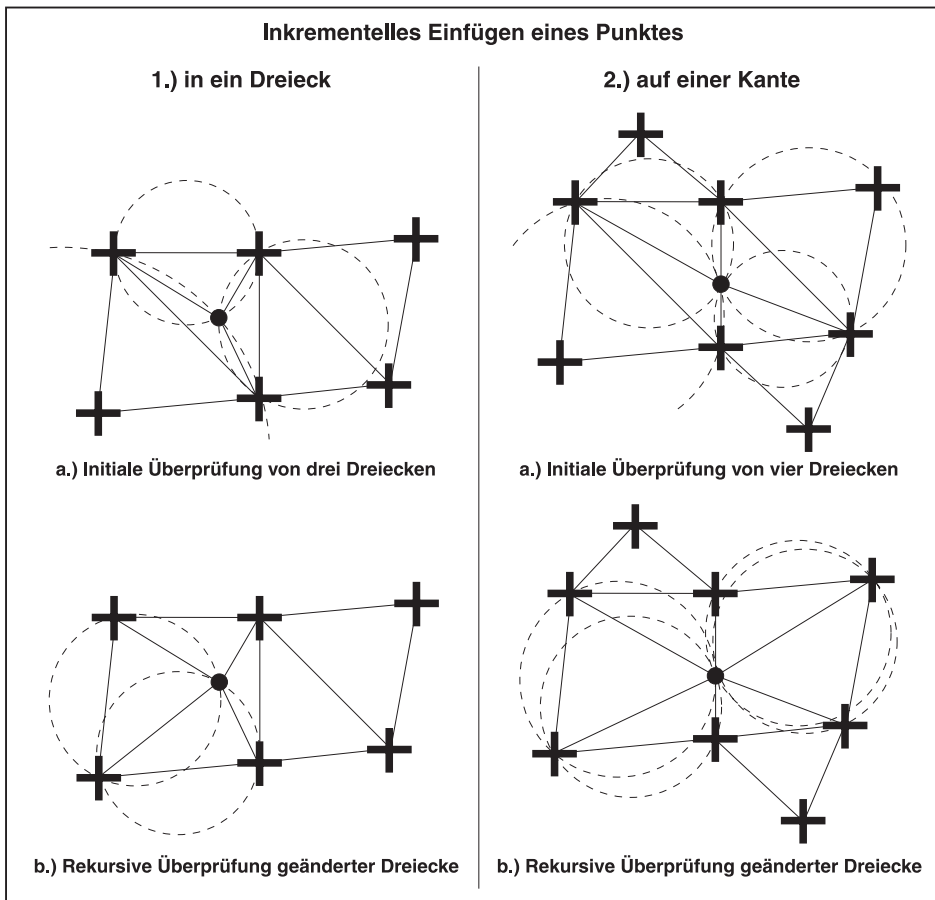 Inkrementelles Einfügen eines Punktes
1.) in ein Dreieck
a.) Initiale Überprüfung von drei Dreiecken
b.) Rekursive Überprüfung geänderter Dreiecke
2.) auf einer Kante
a.) Initiale Überprüfung von vier Dreiecken
b.) Rekursive Überprüfung geänderter Dreiecke